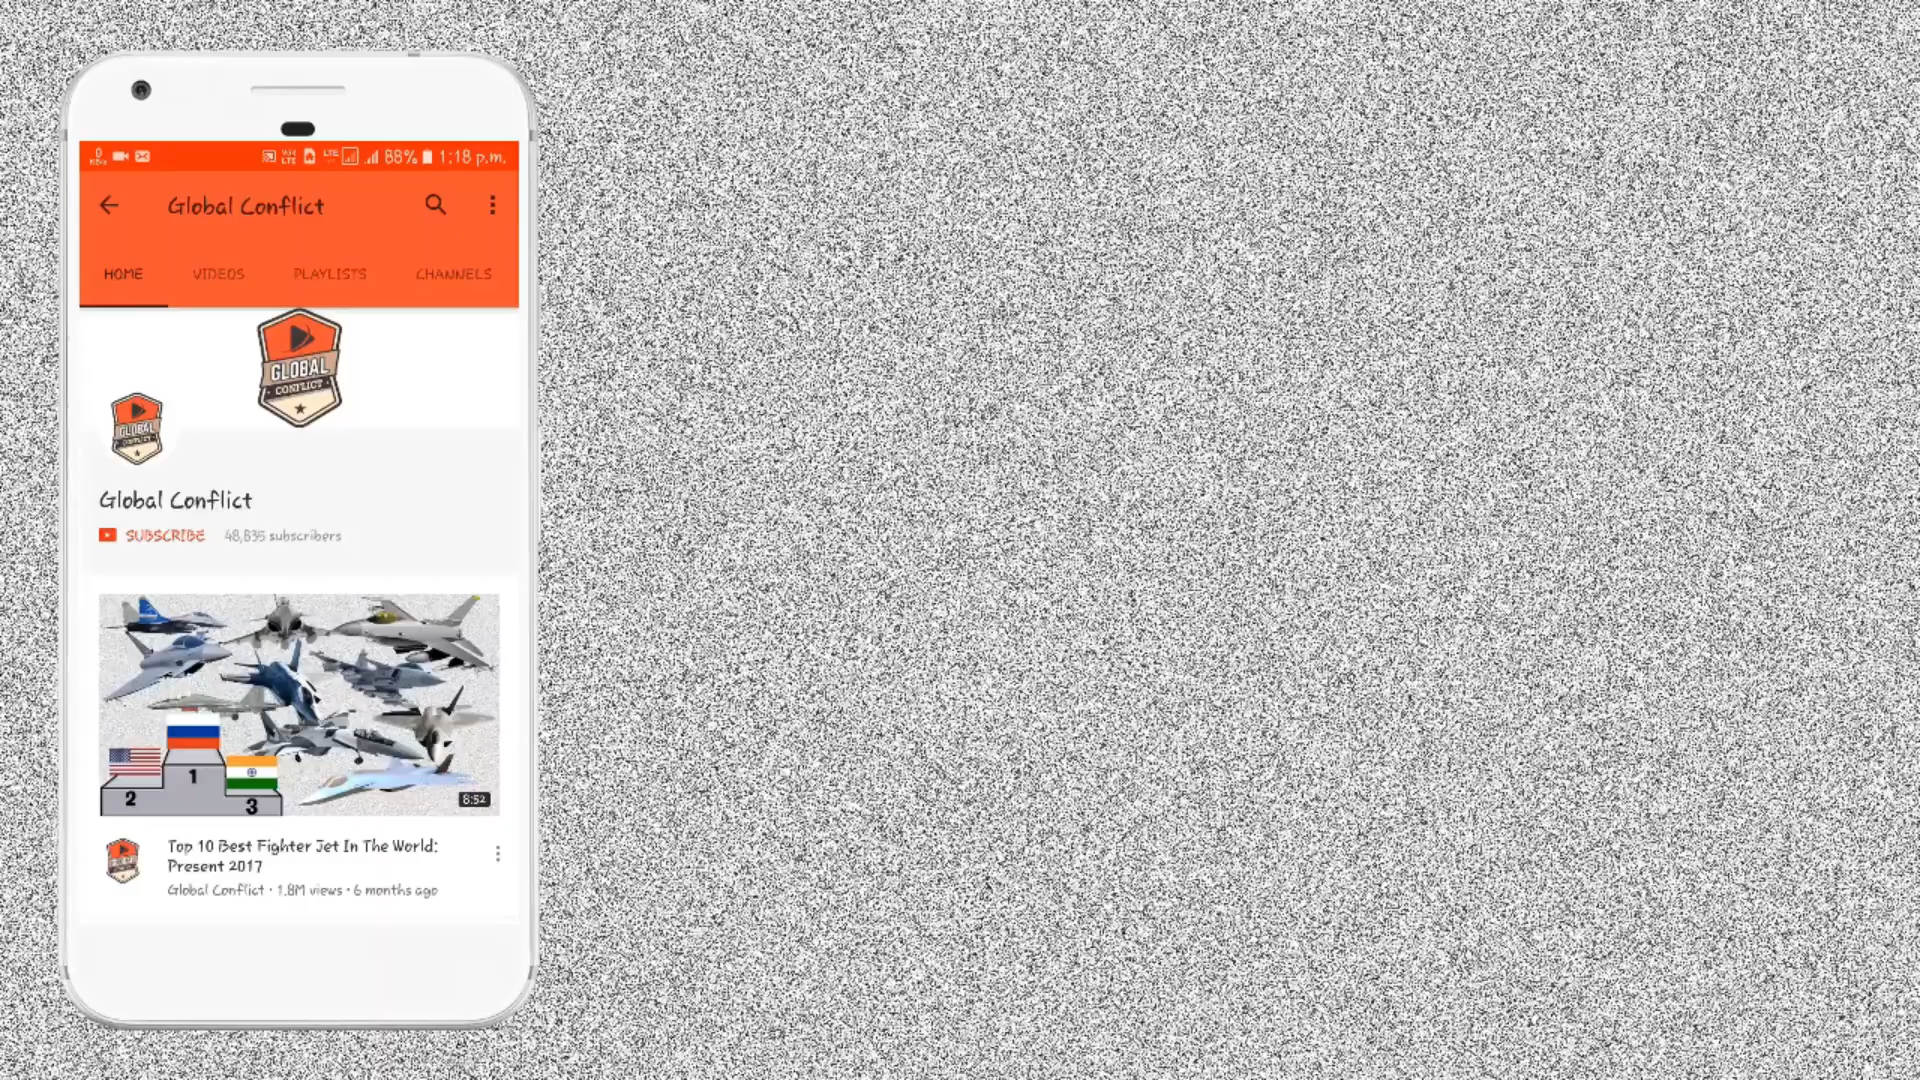 88% 1:18 p.m.
Global Conflict
HOME VIDEOS PLAYLISTS CHANNELS
GLOBAL
CONFLICT
GLOBAL
CONFLICT
Global Conflict
SUBSCRIBE 48,835 subscribers
1
2
3
8:52
Top 10 Best Fighter Jet In The World:
Present 2017
Global Conflict · 1.8M views · 6 months ago